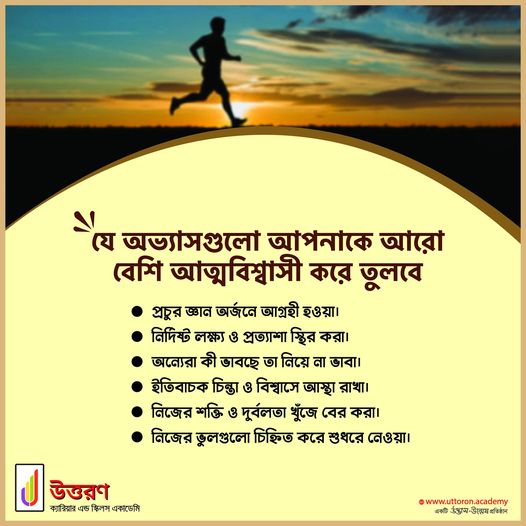 যে অভ্যাসগুলো আপনাকে আরো
বেশি আত্মবিশ্বাসী করে তুলবে
● প্রচুর জ্ঞান অর্জনে আগ্রহী হওয়া।
● নির্দিষ্ট লক্ষ্য ও প্রত্যাশা স্থির করা।
● অন্যেরা কী ভাবছে তা নিয়ে না ভাবা।
● ইতিবাচক চিন্তা ও বিশ্বাসে আস্থা রাখা।
● নিজের শক্তি ও দুর্বলতা খুঁজে বের করা।
● নিজের ভুলগুলো চিহ্নিত করে শুধরে নেওয়া।
উত্তরণ
ক্যারিয়ার এন্ড স্কিলস একাডেমি
www.uttoron.academy
একটি উদ্ভাস-উন্মেষ প্রতিষ্ঠান